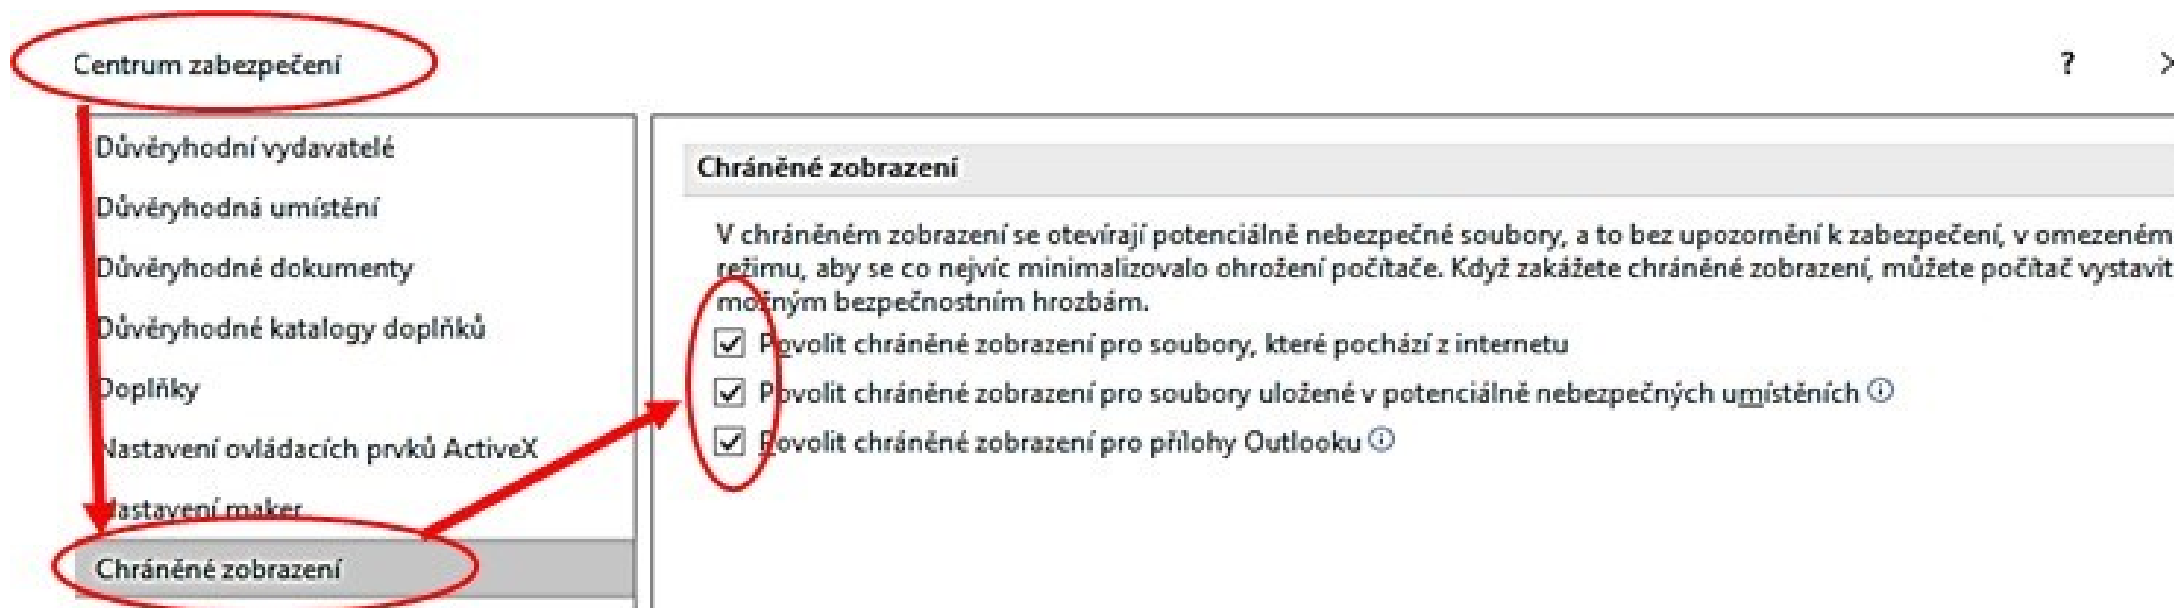 Centrum zabezpečení
?
Důvěryhodní vydavatelé
Důvěryhodná umístění
Důvěryhodné dokumenty
Důvěryhodné katalogy doplňků
Doplňky
Nastavení ovládacích prvků ActiveX
Nastavení maker
Chráněné zobrazení
Chráněné zobrazení
V chráněném zobrazení se otevírají potenciálně nebezpečné soubory, a to bez upozornění k zabezpečení, v omezeném
režimu, aby se co nejvíc minimalizovalo ohrožení počítače. Když zakážete chráněné zobrazení, můžete počítač vystavit
možným bezpečnostním hrozbám.
Povolit chráněné zobrazení pro soubory, které pochází z internetu
Povolit chráněné zobrazení pro soubory uložené v potenciálně nebezpečných umístěních
Povolit chráněné zobrazení pro přílohy Outlooku